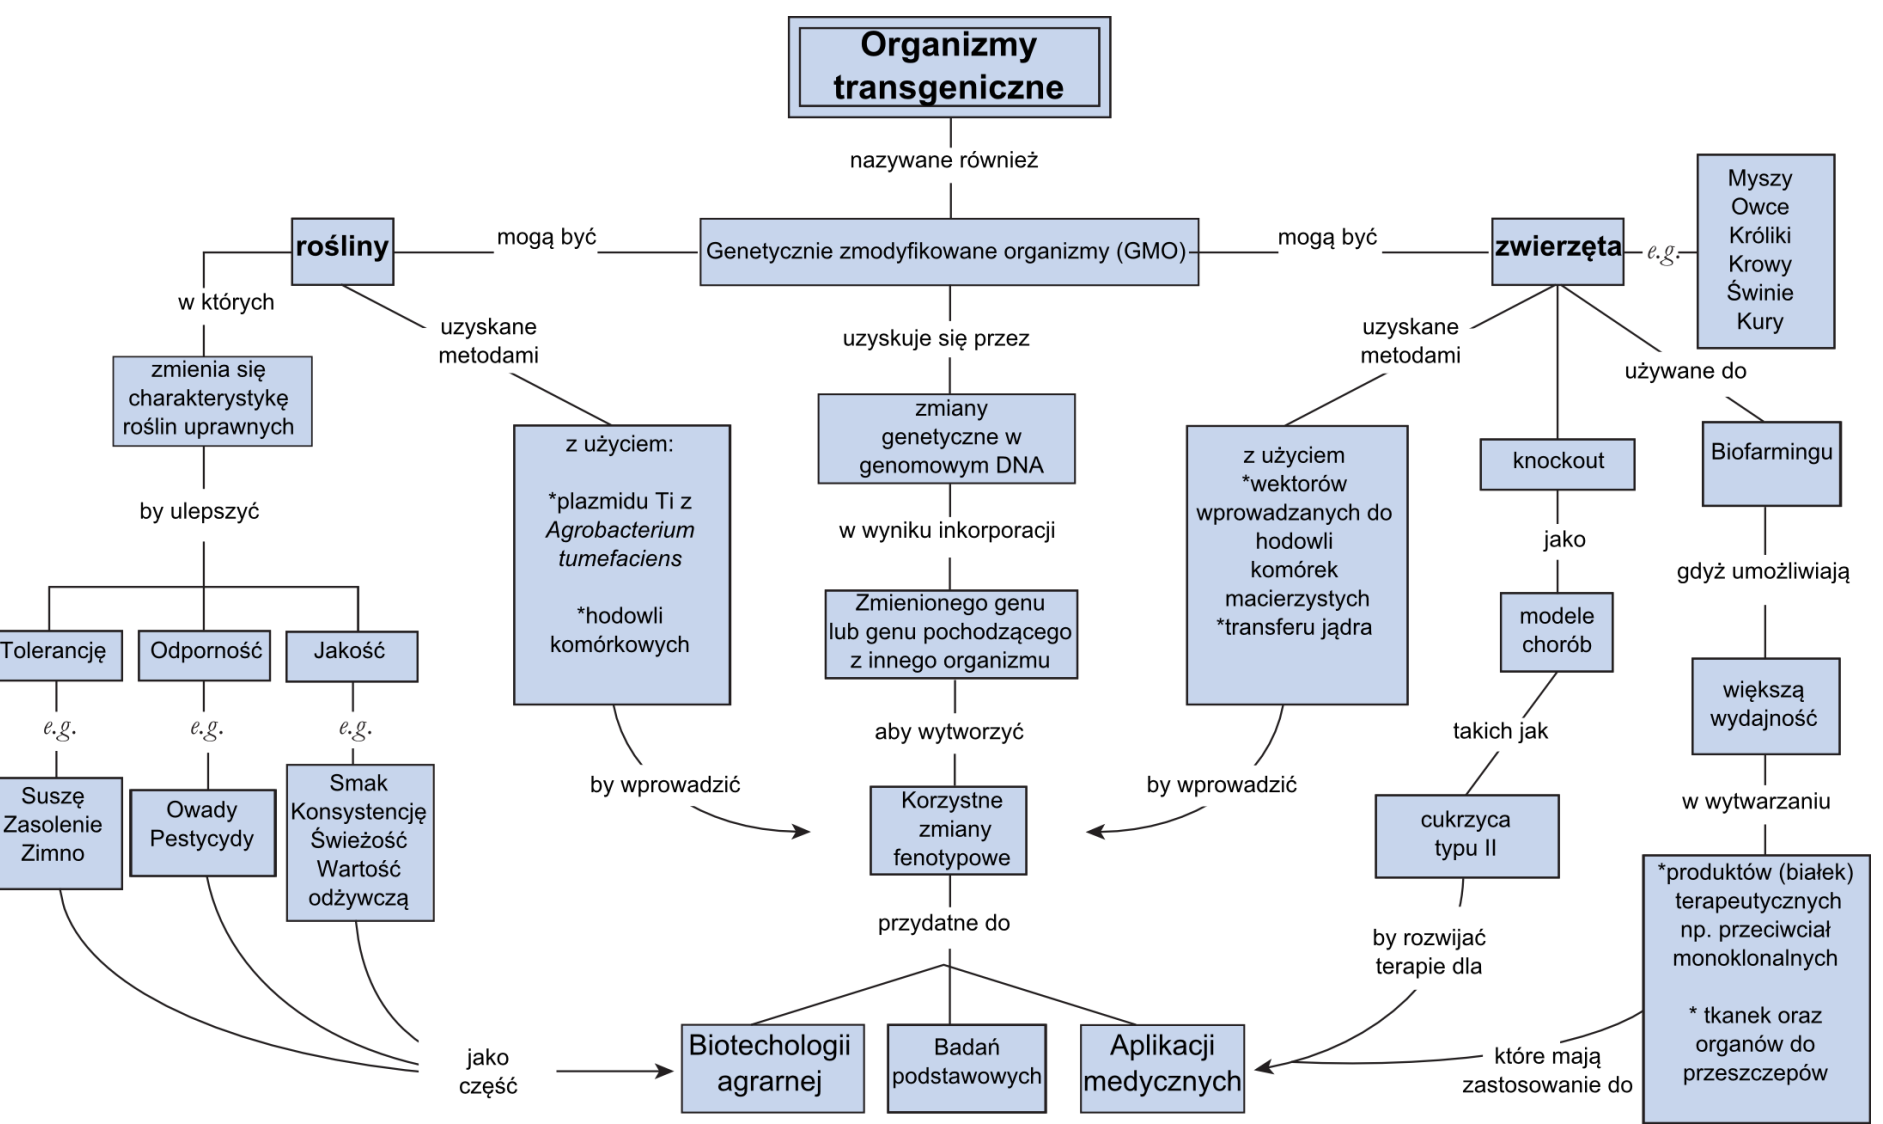 Organizmy
transgeniczne
nazywane również
Genetycznie zmodyfikowane organizmy (GMO)
mogą być
rośliny
w których
zmienia się
charakterystykę
roślin uprawnych
by ulepszyć
Tolerancję
e.g.
Suszę
Zasolenie
Zimno
Odporność
e.g.
Owady
Pestycydy
Jakość
e.g.
Smak
Konsystencję
Świeżość
Wartość
odżywczą
jako
część
uzyskane
metodami
z użyciem:
*plazmidu Ti z
Agrobacterium
tumefaciens
*hodowli
komórkowych
by wprowadzić
uzyskuje się przez
zmiany
genetyczne w
genomowym DNA
w wyniku inkorporacji
Zmienionego genu
lub genu pochodzącego
z innego organizmu
aby wytworzyć
Korzystne
zmiany
fenotypowe
przydatne do
Biotechologii
agrarnej
Badań
podstawowych
Aplikacji
medycznych
mogą być
zwierzęta
e.g.
Myszy
Owce
Króliki
Krowy
Świnie
Kury
uzyskane
metodami
z użyciem
*wektorów
wprowadzanych do
hodowli
komórek
macierzystych
*transferu jądra
by wprowadzić
knockout
jako
modele
chorób
takich jak
cukrzyca
typu II
by rozwijać
terapie dla
używane do
Biofarmingu
gdyż umożliwiają
większą
wydajność
w wytwarzaniu
*produktów (białek)
terapeutycznych
np. przeciwciał
monoklonalnych
* tkanek oraz
organów do
przeszczepów
które mają
zastosowanie do